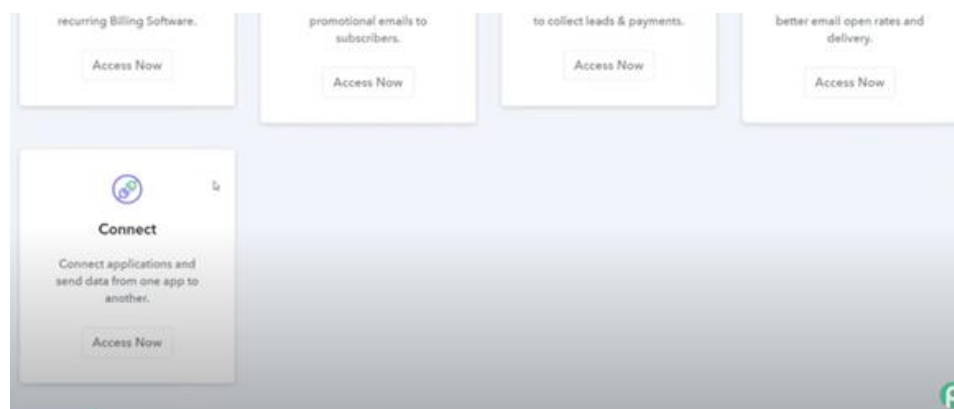 recurring Billing Software.
Access Now
promotional emails to
subscribers.
Access Now
to collect leads & payments.
Access Now
better email open rates and
delivery.
Access Now
Connect
Connect applications and
send data from one app to
another.
Access Now